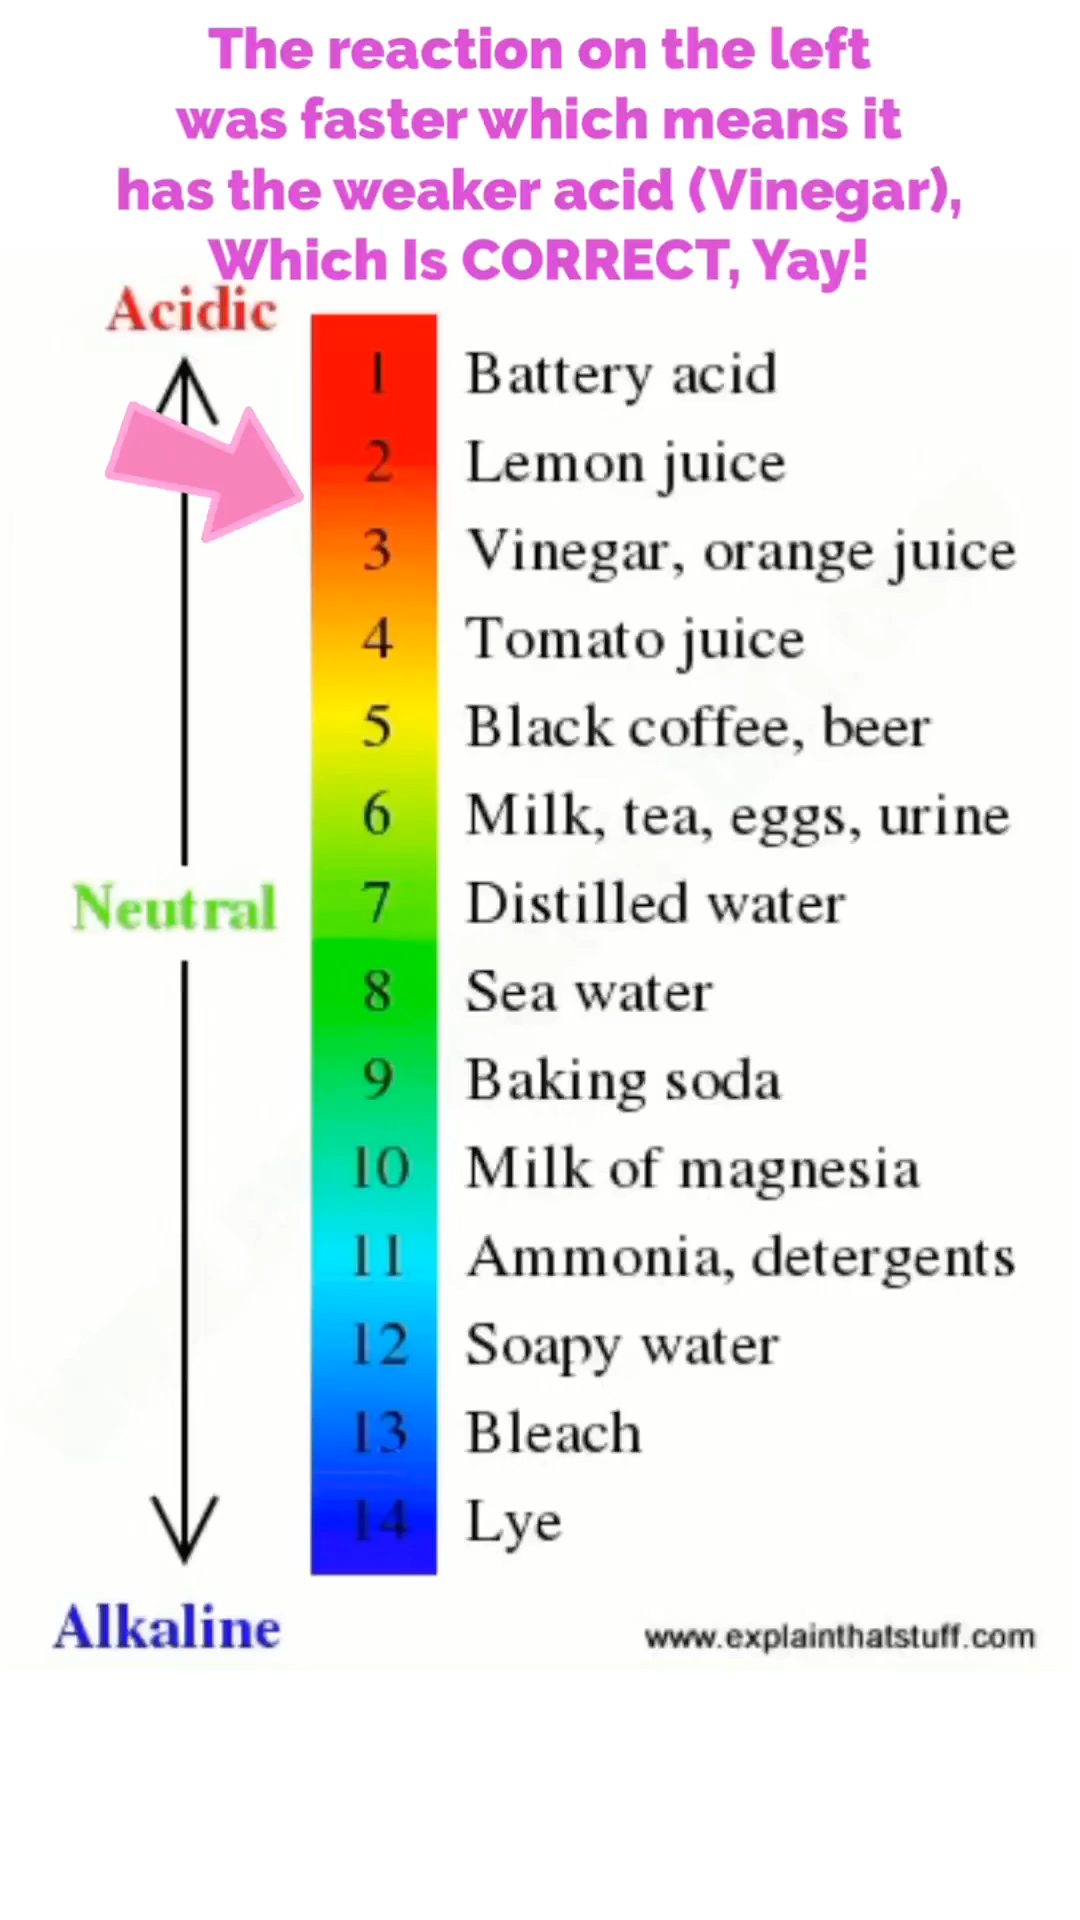 The reaction on the left
was faster which means it
has the weaker acid (Vinegar),
Which Is CORRECT, Yay!
Acidic
1 Battery acid
2 Lemon juice
3 Vinegar, orange juice
4 Tomato juice
5 Black coffee, beer
6 Milk, tea, eggs, urine
Neutral
7 Distilled water
8 Sea water
9 Baking soda
10 Milk of magnesia
11 Ammonia, detergents
12 Soapy water
13 Bleach
14 Lye
Alkaline
www.explainthatstuff.com